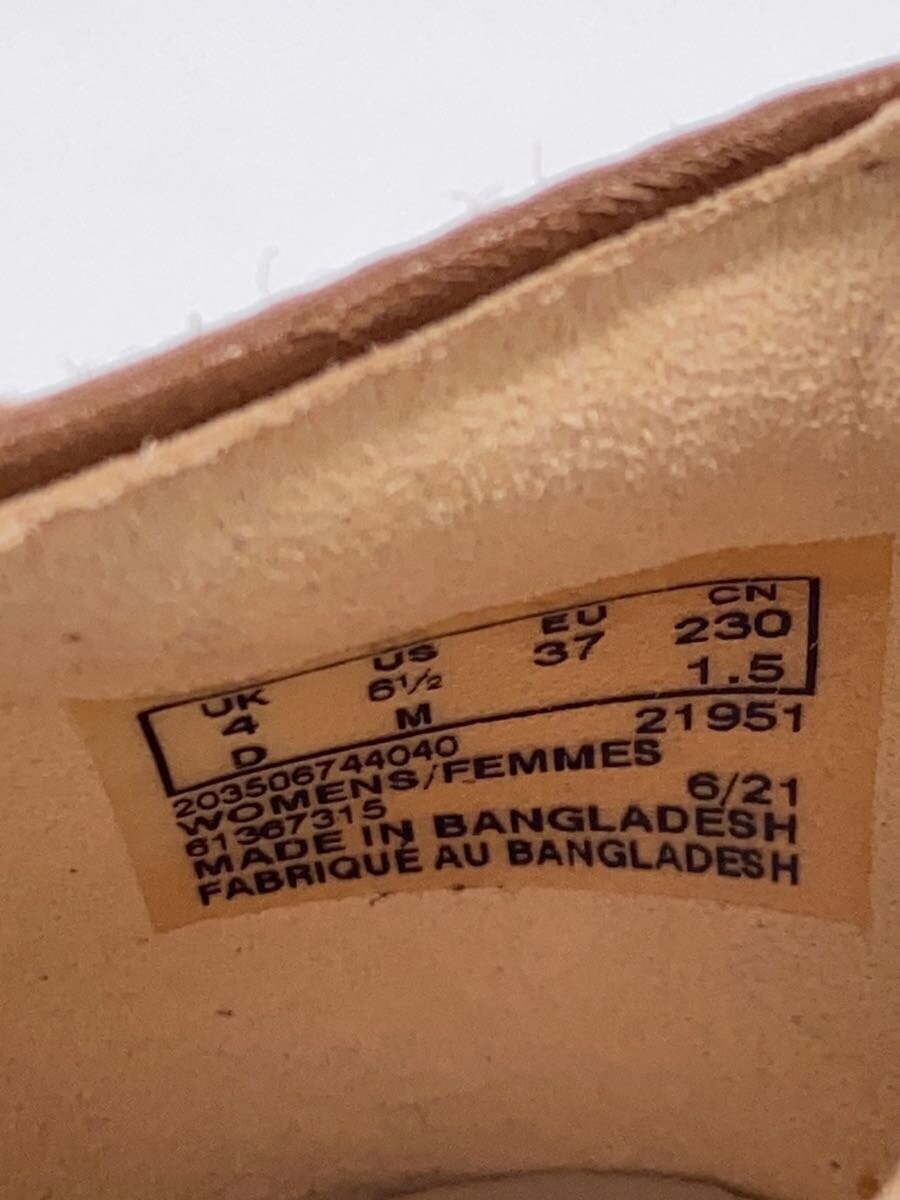 UK US EU CN
4 6½ 37 230
D M 1.5
203506744040 21951
WOMENS/FEMMES
61367315 6/21
MADE IN BANGLADESH
FABRIQUÉ AU BANGLADESH